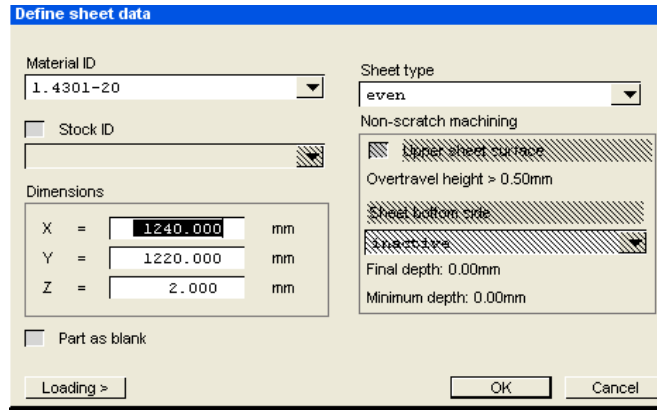 Define sheet data
Material ID
1.4301-20
Stock ID
Dimensions
X = 1240.000 mm
Y = 1220.000 mm
Z = 2.000 mm
Part as blank
Loading >
Sheet type
even
Non-scratch machining
Upper sheet surface
Overtravel height > 0.50mm
Sheet bottom side
inactive
Final depth: 0.00mm
Minimum depth: 0.00mm
OK
Cancel